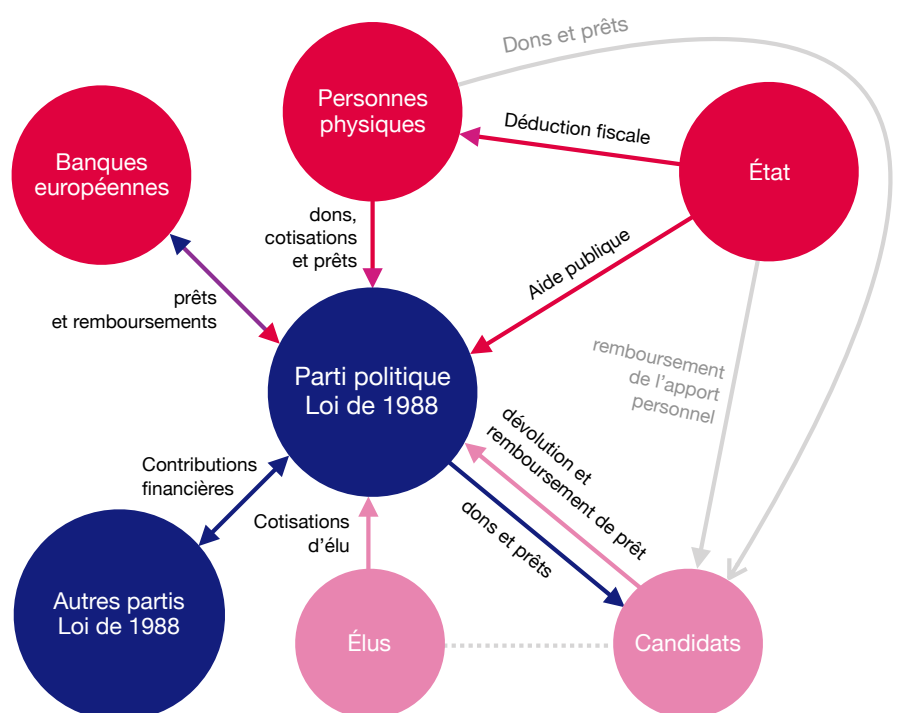 Dons et prêts
Personnes
physiques
Déduction fiscale
Banques
européennes
État
dons,
cotisations
et prêts
Aide publique
prêts
et remboursements
remboursement
de l’apport
personnel
Parti politique
Loi de 1988
dévolution et
remboursement de prêt
Contributions
financières
dons et prêts
Cotisations
d’élu
Autres partis
Loi de 1988
Élus
Candidats